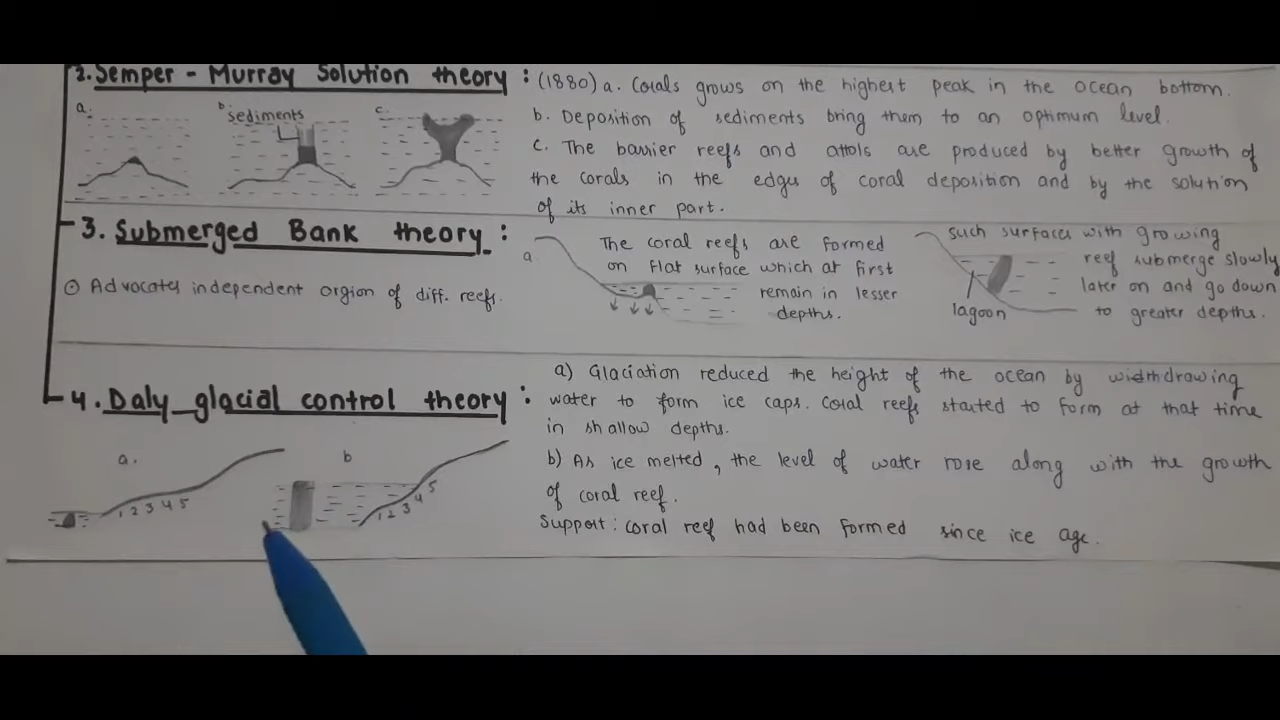 2. Semper - Murray Solution theory :
(1880) a. Corals grows on the highest peak in the ocean bottom.
b. Deposition of sediments bring them to an optimum level.
c. The barrier reefs and attols are produced by better growth of
the corals in the edges of coral deposition and by the solution
of its inner part.
a.
b
sediments
c.
3. Submerged Bank theory :
⊙ Advocates independent orgion of diff. reefs.
a
The coral reefs are formed
on flat surface which at first
remain in lesser
depths.
such surfaces with growing
reef submerge slowly
later on and go down
to greater depths.
lagoon
4. Daly glacial control theory :
a) Glaciation reduced the height of the ocean by widthdrawing
water to form ice caps. Coral reefs started to form at that time
in shallow depths.
b) As ice melted, the level of water rose along with the growth
of coral reef.
Support: coral reef had been formed since ice age.
a.
1 2 3 4 5
b
1 2 3 4 5